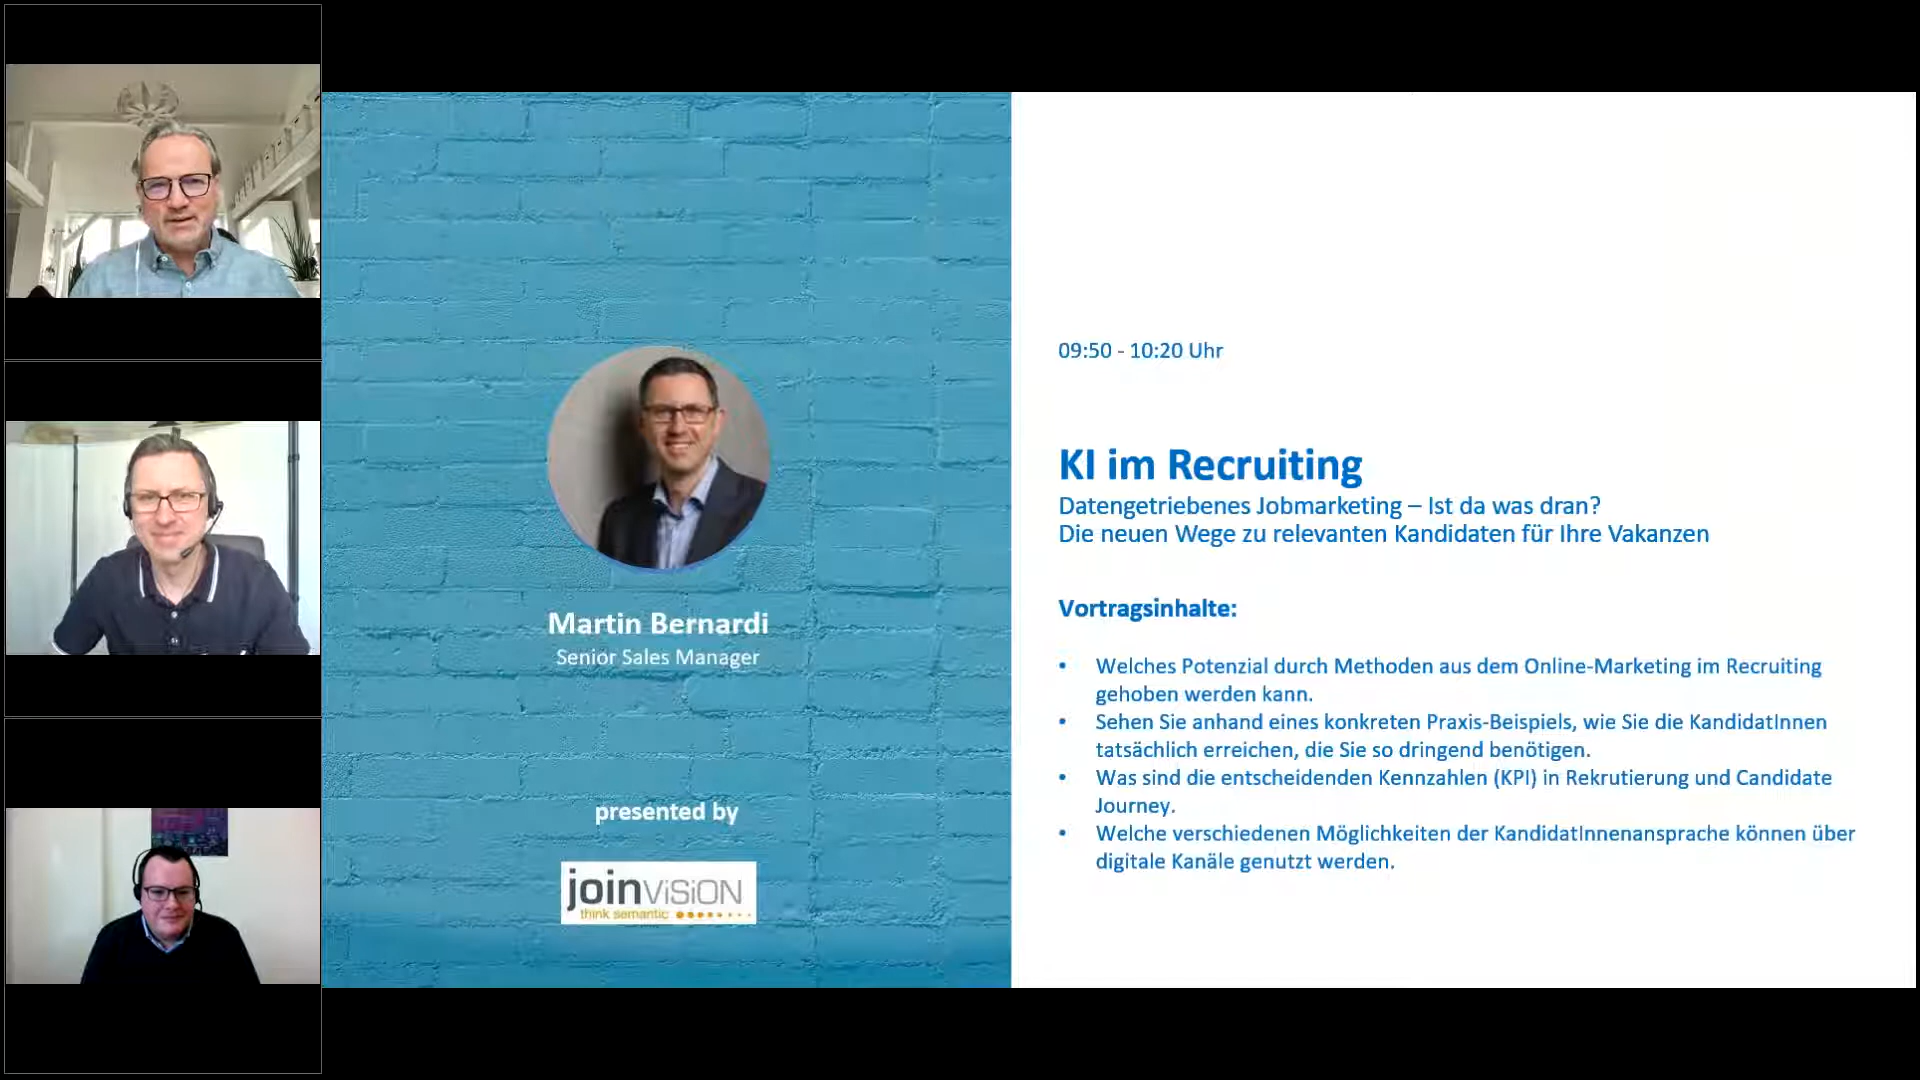 Martin Bernardi
Senior Sales Manager
presented by
joinvision
think semantic
09:50 - 10:20 Uhr
KI im Recruiting
Datengetriebenes Jobmarketing – Ist da was dran?
Die neuen Wege zu relevanten Kandidaten für Ihre Vakanzen
Vortragsinhalte:
• Welches Potenzial durch Methoden aus dem Online-Marketing im Recruiting
gehoben werden kann.
• Sehen Sie anhand eines konkreten Praxis-Beispiels, wie Sie die KandidatInnen
tatsächlich erreichen, die Sie so dringend benötigen.
• Was sind die entscheidenden Kennzahlen (KPI) in Rekrutierung und Candidate
Journey.
• Welche verschiedenen Möglichkeiten der KandidatInnenansprache können über
digitale Kanäle genutzt werden.